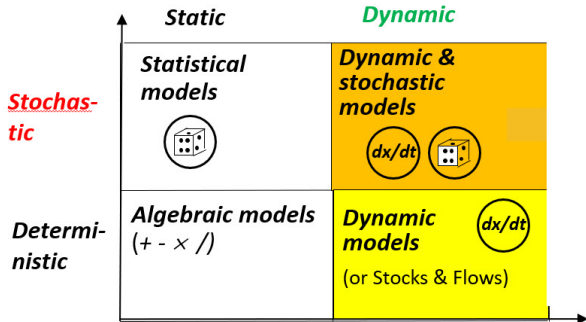 Static Dynamic
Stochas-
tic
Statistical
models
Dynamic &
stochastic
models
dx/dt
Determi-
nistic
Algebraic models
(+ - × /)
Dynamic
models
dx/dt
(or Stocks & Flows)